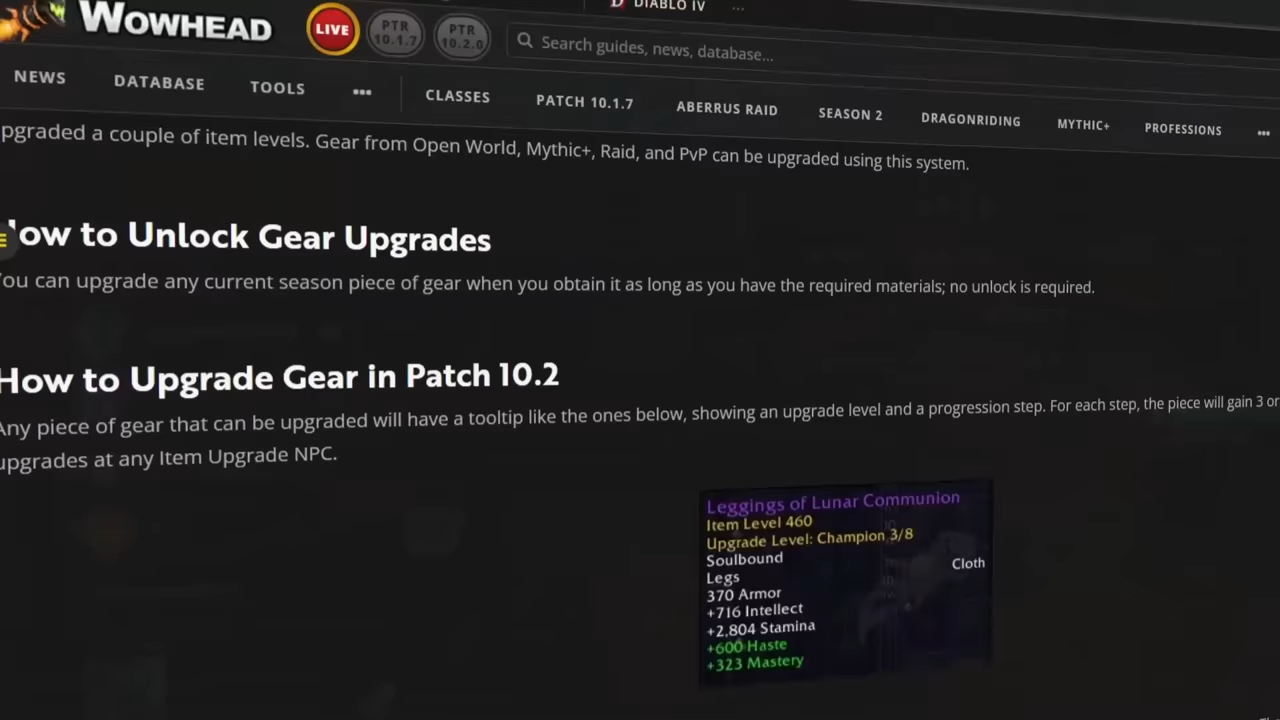 DIABLO IV ...
WOWHEAD
LIVE
PTR 10.1.7
PTR 10.2.0
Search guides, news, database...
NEWS DATABASE TOOLS ••• CLASSES PATCH 10.1.7 ABERRUS RAID SEASON 2 DRAGONRIDING MYTHIC+ PROFESSIONS •••
pgraded a couple of item levels. Gear from Open World, Mythic+, Raid, and PvP can be upgraded using this system.
How to Unlock Gear Upgrades
You can upgrade any current season piece of gear when you obtain it as long as you have the required materials; no unlock is required.
How to Upgrade Gear in Patch 10.2
Any piece of gear that can be upgraded will have a tooltip like the ones below, showing an upgrade level and a progression step. For each step, the piece will gain 3 or
upgrades at any Item Upgrade NPC.
Leggings of Lunar Communion
Item Level 460
Upgrade Level: Champion 3/8
Soulbound
Legs Cloth
370 Armor
+716 Intellect
+2,804 Stamina
+600 Haste
+323 Mastery